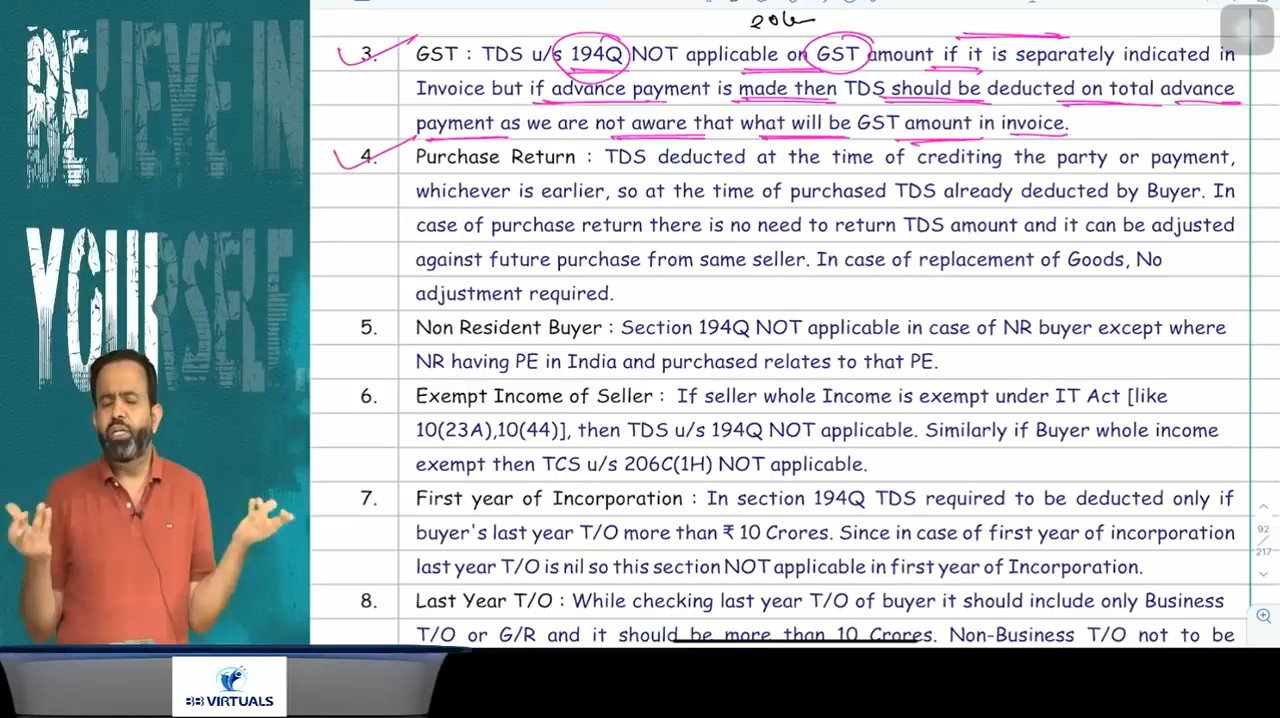 BELIEVE IN
YOURSELF.
3. GST : TDS u/s 194Q NOT applicable on GST amount if it is separately indicated in
Invoice but if advance payment is made then TDS should be deducted on total advance
payment as we are not aware that what will be GST amount in invoice.
4. Purchase Return : TDS deducted at the time of crediting the party or payment,
whichever is earlier, so at the time of purchased TDS already deducted by Buyer. In
case of purchase return there is no need to return TDS amount and it can be adjusted
against future purchase from same seller. In case of replacement of Goods, No
adjustment required.
5. Non Resident Buyer : Section 194Q NOT applicable in case of NR buyer except where
NR having PE in India and purchased relates to that PE.
6. Exempt Income of Seller : If seller whole Income is exempt under IT Act [like
10(23A),10(44)], then TDS u/s 194Q NOT applicable. Similarly if Buyer whole income
exempt then TCS u/s 206C(1H) NOT applicable.
7. First year of Incorporation : In section 194Q TDS required to be deducted only if
buyer's last year T/O more than ₹ 10 Crores. Since in case of first year of incorporation
last year T/O is nil so this section NOT applicable in first year of Incorporation.
8. Last Year T/O : While checking last year T/O of buyer it should include only Business
T/O or G/R and it should be more than 10 Crores. Non-Business T/O not to be
92
217
BB VIRTUALS